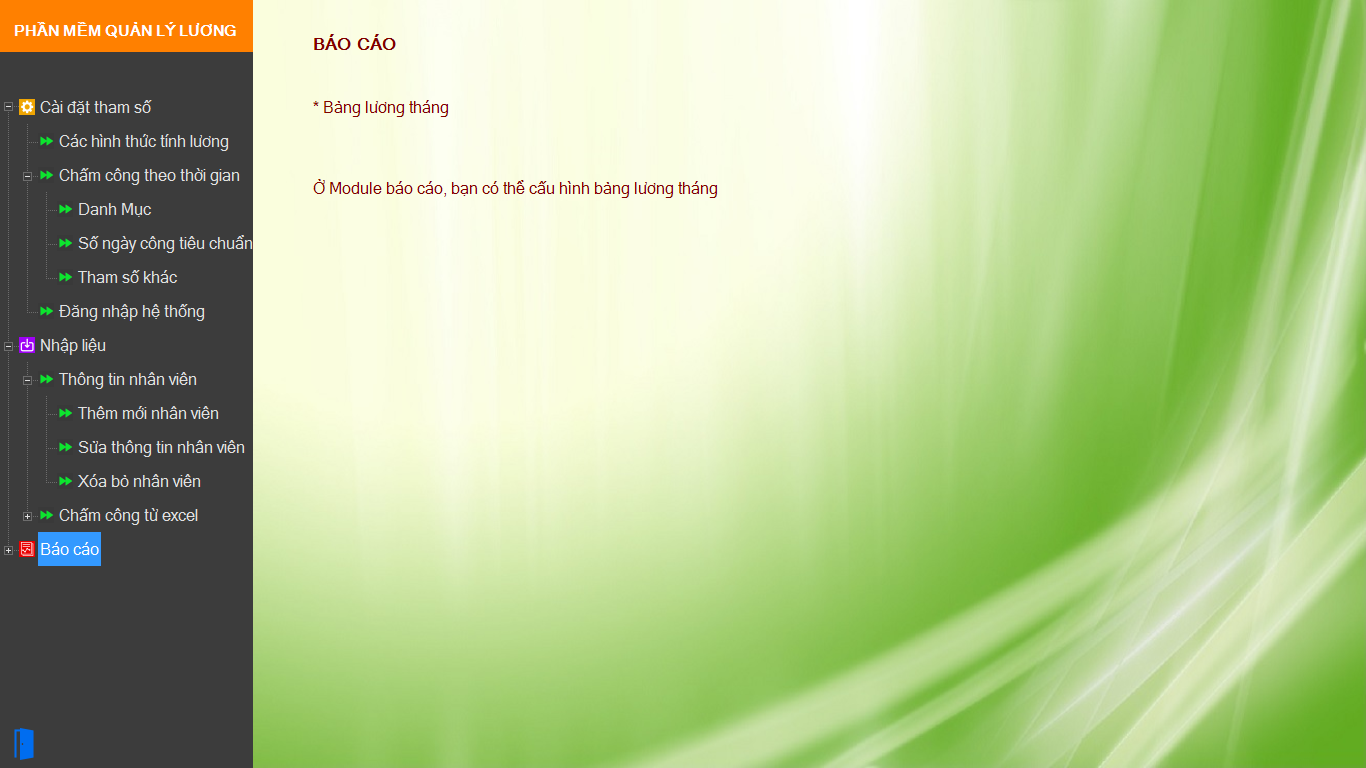 PHẦN MỀM QUẢN LÝ LƯƠNG
Cài đặt tham số
Các hình thức tính lương
Chấm công theo thời gian
Danh Mục
Số ngày công tiêu chuẩn
Tham số khác
Đăng nhập hệ thống
Nhập liệu
Thông tin nhân viên
Thêm mới nhân viên
Sửa thông tin nhân viên
Xóa bỏ nhân viên
Chấm công từ excel
Báo cáo
BÁO CÁO
* Bảng lương tháng
Ở Module báo cáo, bạn có thể cấu hình bảng lương tháng